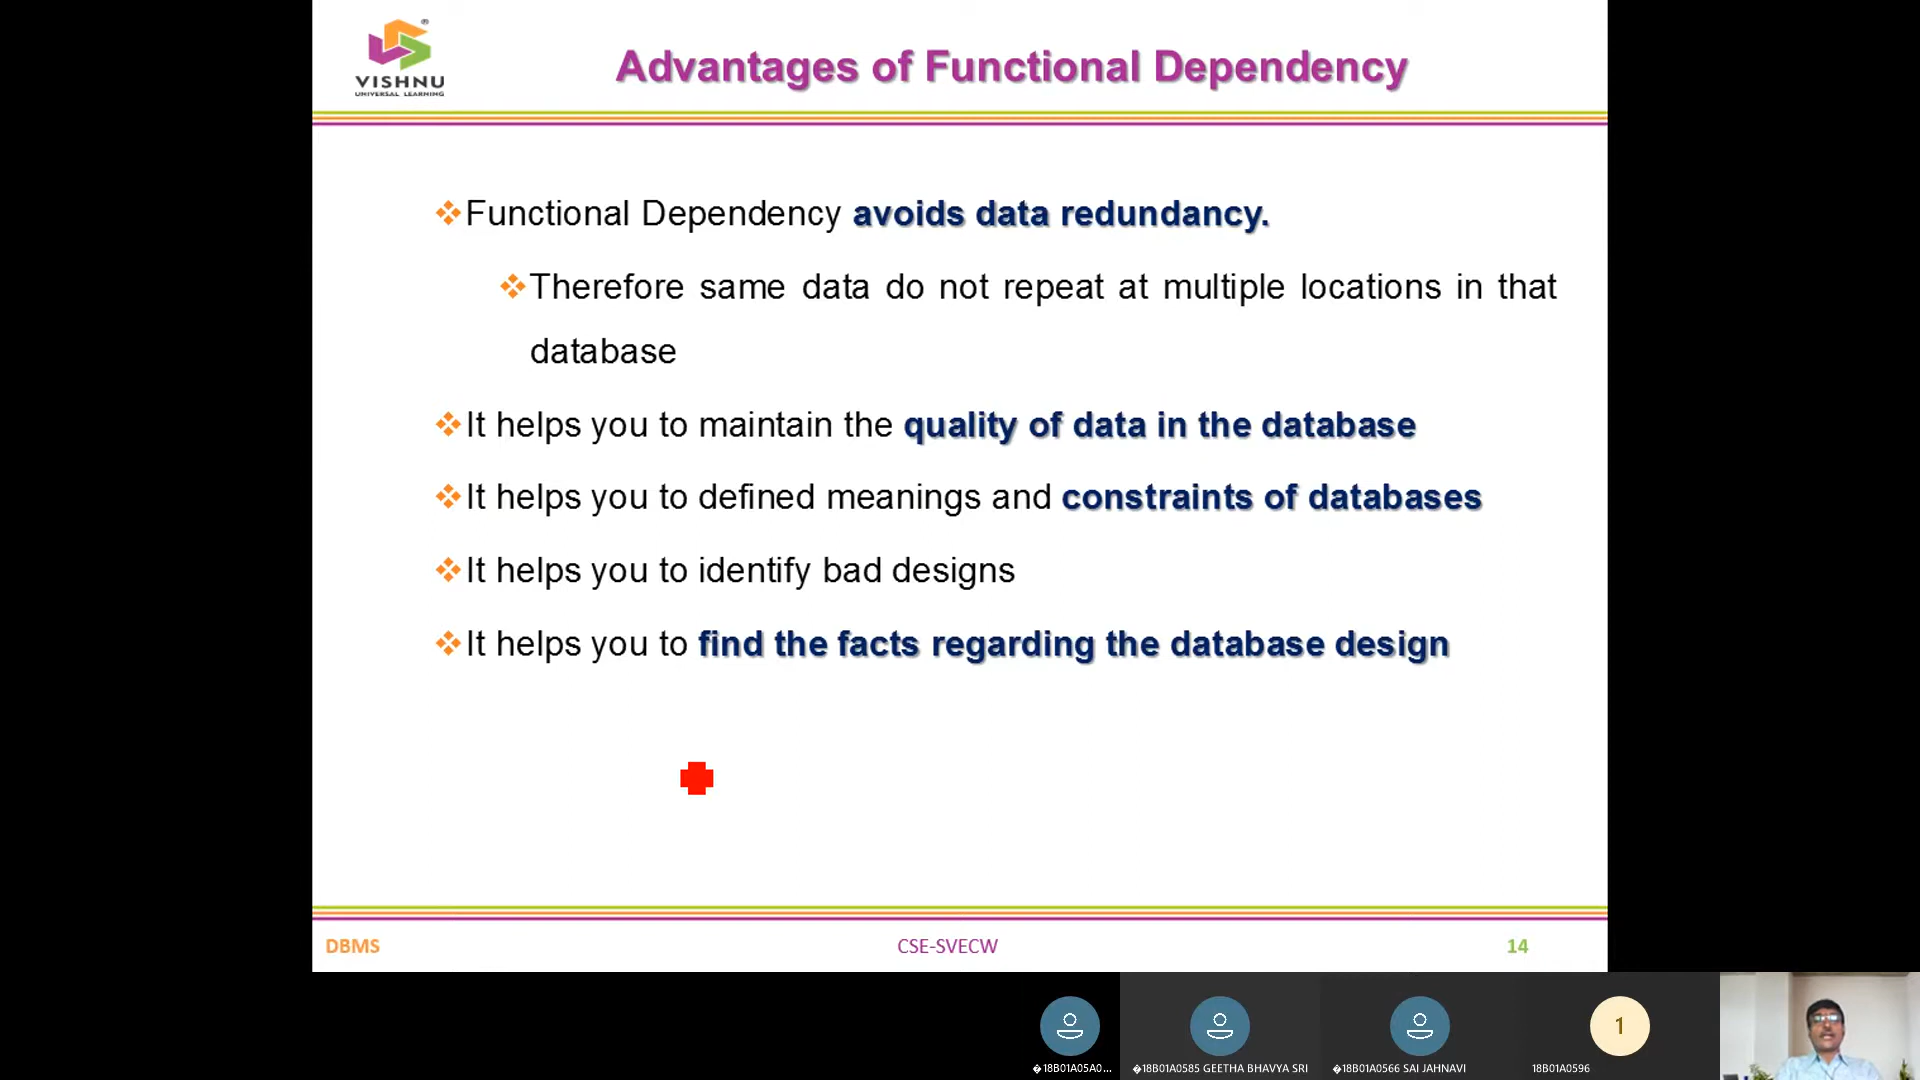 VISHNU
UNIVERSAL LEARNING
Advantages of Functional Dependency
Functional Dependency avoids data redundancy.
Therefore same data do not repeat at multiple locations in that
database
It helps you to maintain the quality of data in the database
It helps you to defined meanings and constraints of databases
It helps you to identify bad designs
It helps you to find the facts regarding the database design
DBMS
CSE-SVECW
14
1
�18B01A05A0...
�18B01A0585 GEETHA BHAVYA SRI
�18B01A0566 SAI JAHNAVI
18B01A0596